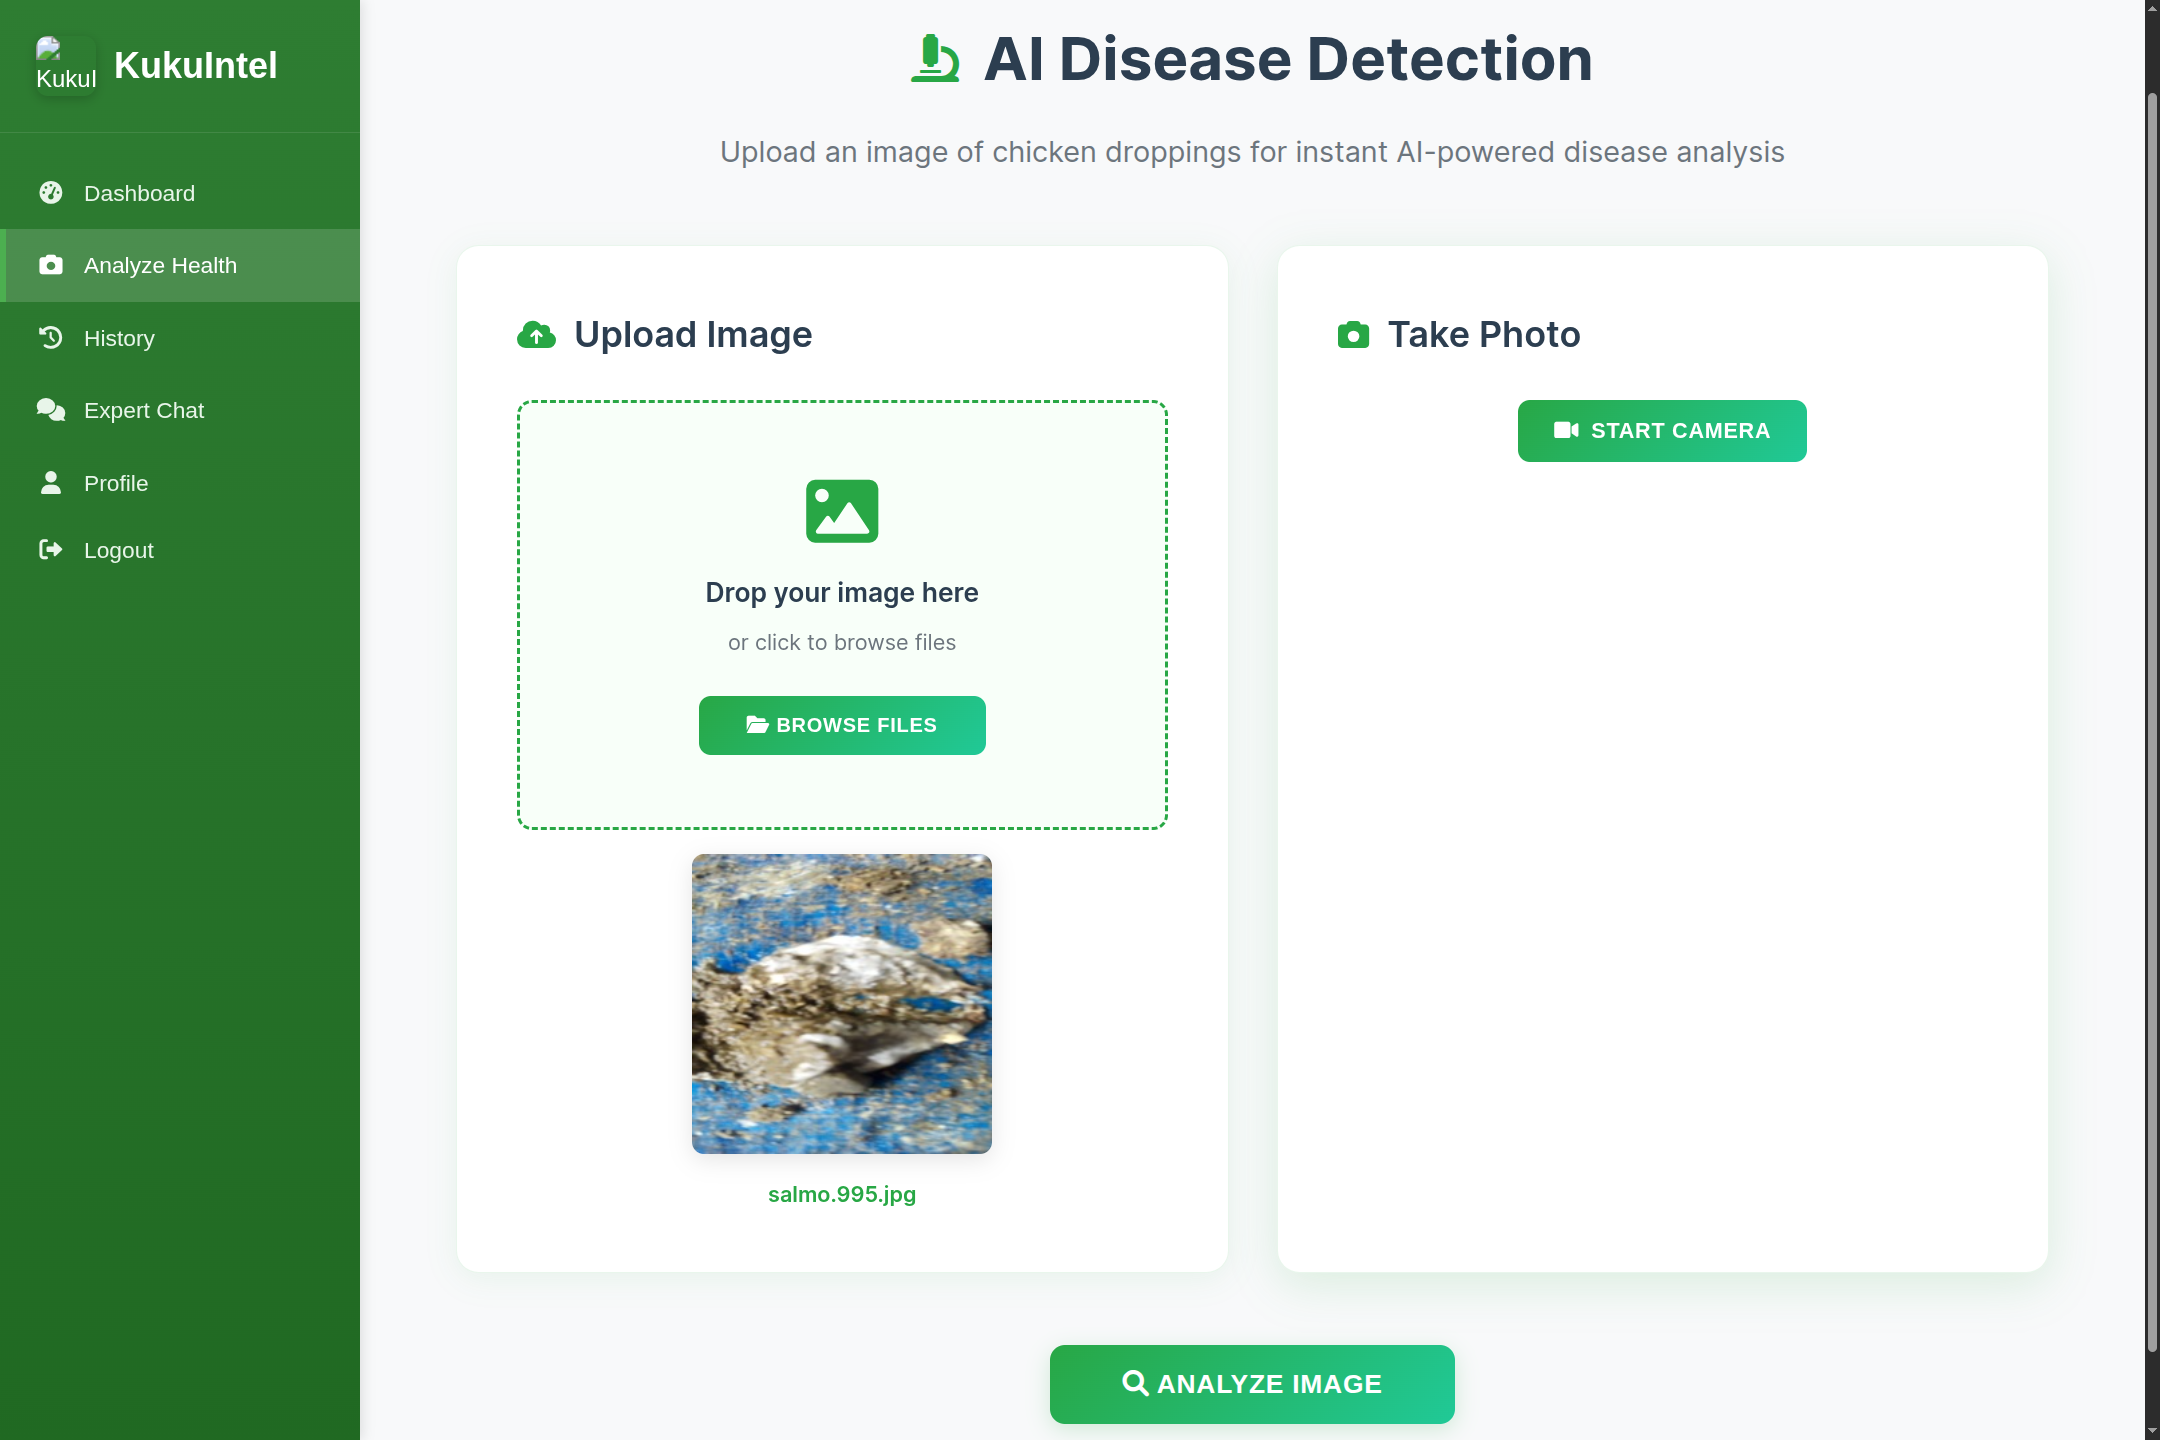 Kukul
KukuIntel
Dashboard
Analyze Health
History
Expert Chat
Profile
Logout
AI Disease Detection
Upload an image of chicken droppings for instant AI-powered disease analysis
Upload Image
Drop your image here
or click to browse files
BROWSE FILES
salmo.995.jpg
Take Photo
START CAMERA
ANALYZE IMAGE